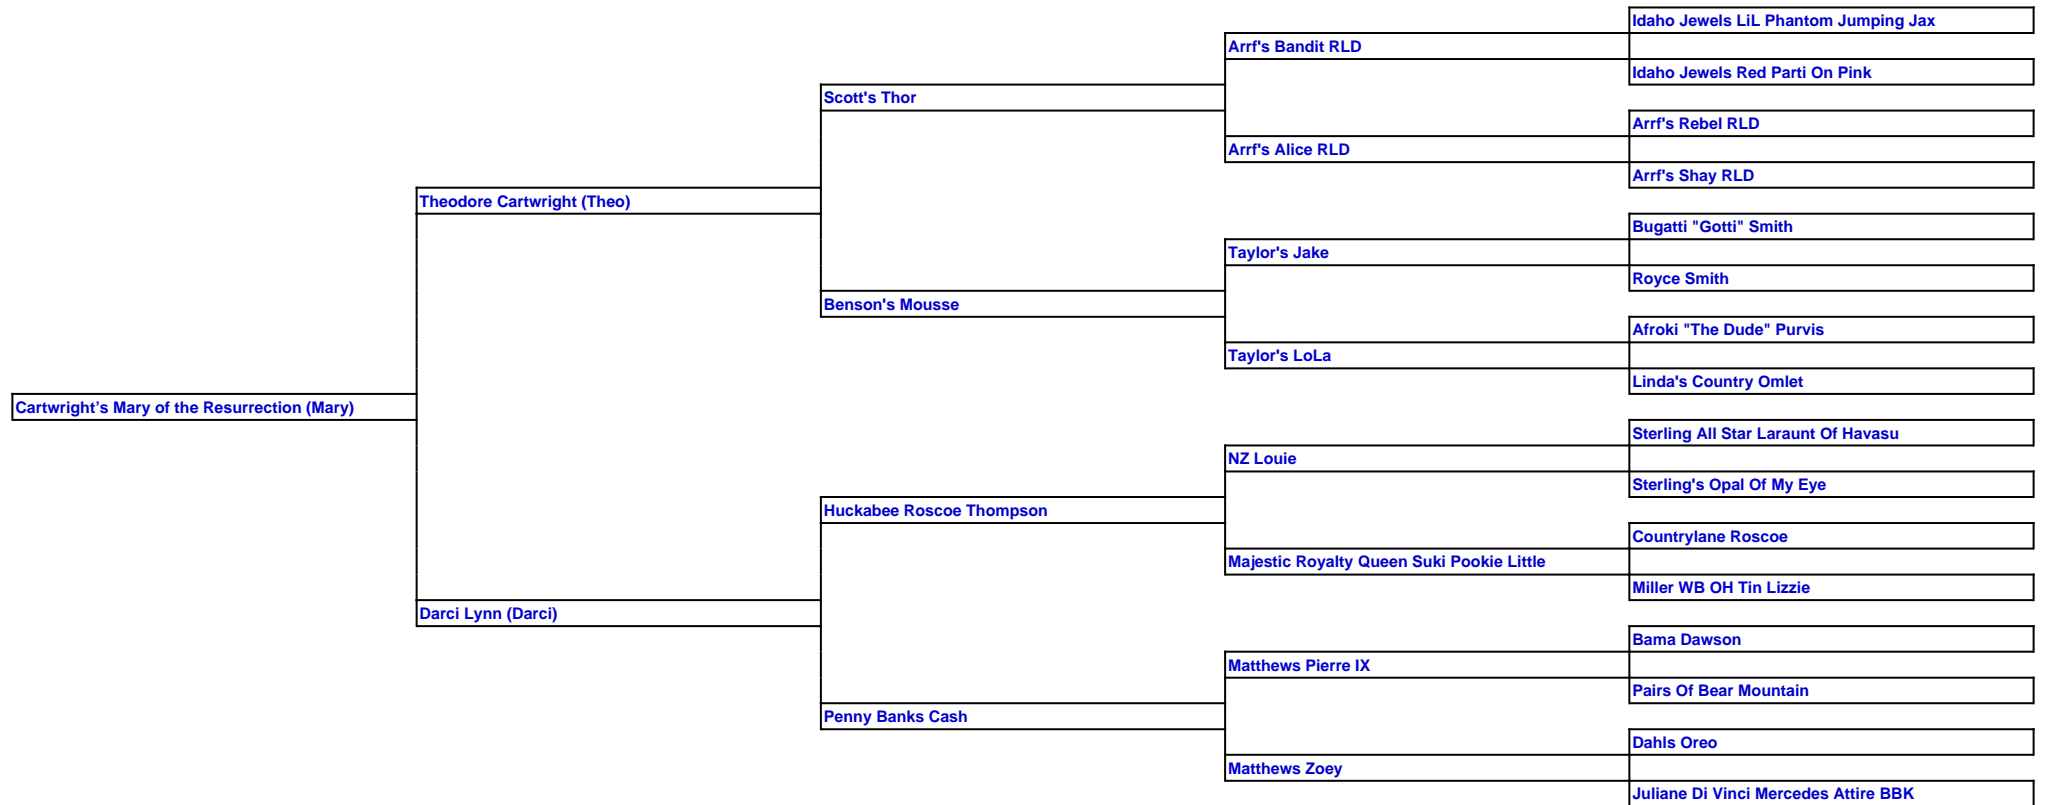 Idaho Jewels LiL Phantom Jumping Jax
Arrf's Bandit RLD
Idaho Jewels Red Parti On Pink
Scott's Thor
Arrf's Rebel RLD
Arrf's Alice RLD
Arrf's Shay RLD
Theodore Cartwright (Theo)
Bugatti "Gotti" Smith
Taylor's Jake
Royce Smith
Benson's Mousse
Afroki "The Dude" Purvis
Taylor's LoLa
Linda's Country Omlet
Cartwright’s Mary of the Resurrection (Mary)
Sterling All Star Laraunt Of Havasu
NZ Louie
Sterling's Opal Of My Eye
Huckabee Roscoe Thompson
Countrylane Roscoe
Majestic Royalty Queen Suki Pookie Little
Miller WB OH Tin Lizzie
Darci Lynn (Darci)
Bama Dawson
Matthews Pierre IX
Pairs Of Bear Mountain
Penny Banks Cash
Dahls Oreo
Matthews Zoey
Juliane Di Vinci Mercedes Attire BBK